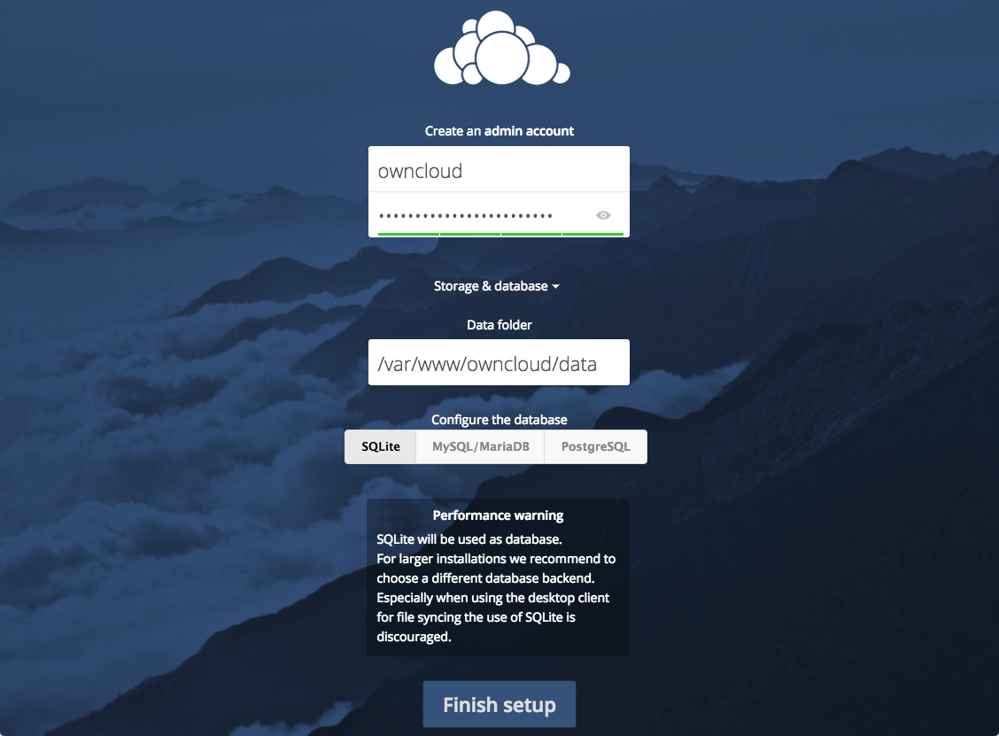 Create an admin account
owncloud
••••••••••••••••••••••••
Storage & database
Data folder
/var/www/owncloud/data
Configure the database
SQLite MySQL/MariaDB PostgreSQL
Performance warning
SQLite will be used as database.
For larger installations we recommend to
choose a different database backend.
Especially when using the desktop client
for file syncing the use of SQLite is
discouraged.
Finish setup